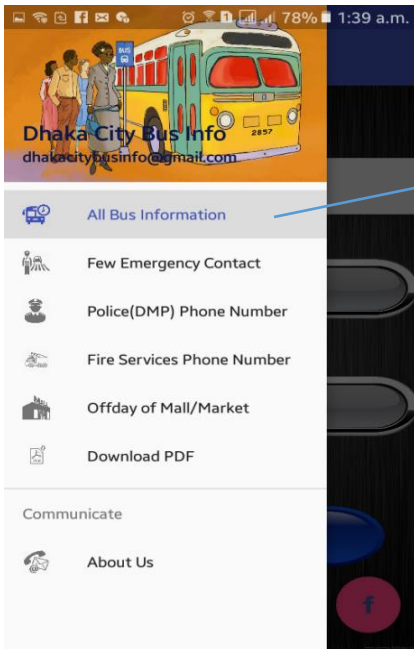 78% 1:39 a.m.
BUS
2857
Dhaka City Bus Info
dhakacitybusinfo@gmail.com
All Bus Information
Few Emergency Contact
Police(DMP) Phone Number
Fire Services Phone Number
Offday of Mall/Market
Download PDF
Communicate
About Us
f